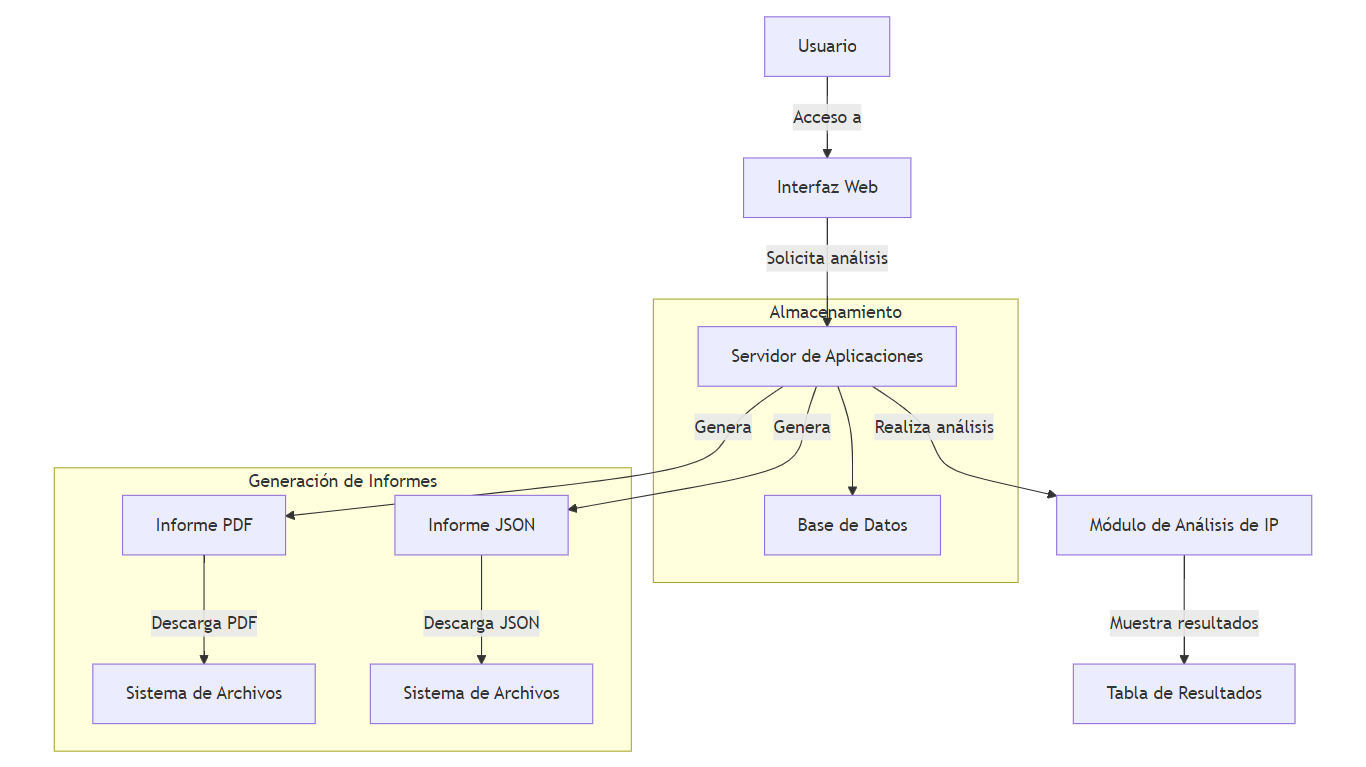 Usuario
Acceso a
Interfaz Web
Solicita análisis
Almacenamiento
Servidor de Aplicaciones
Genera
Genera
Realiza análisis
Generación de Informes
Informe PDF
Informe JSON
Base de Datos
Módulo de Análisis de IP
Descarga PDF
Descarga JSON
Muestra resultados
Sistema de Archivos
Sistema de Archivos
Tabla de Resultados